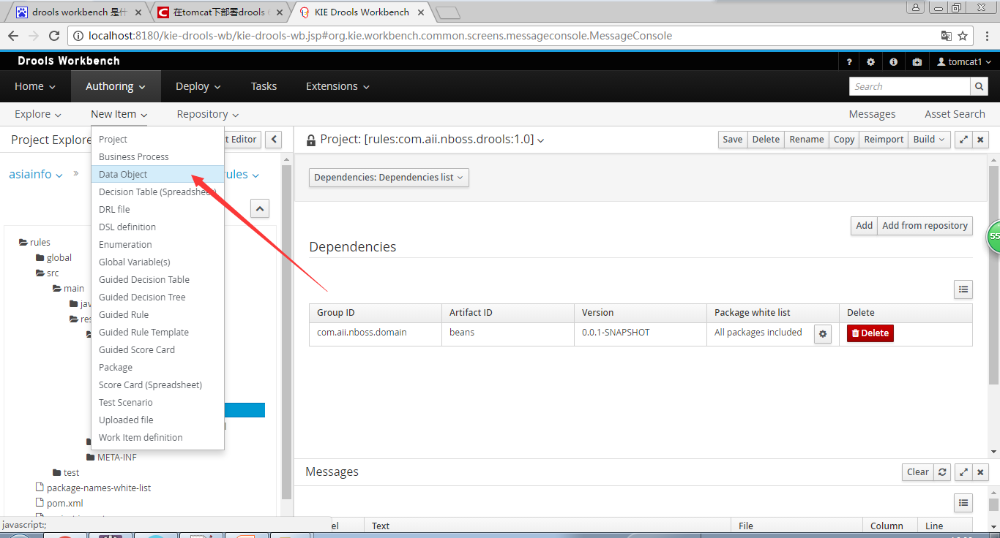 drools workbench 是什
在tomcat下部署drools
KIE Drools Workbench
localhost:8180/kie-drools-wb/kie-drools-wb.jsp#org.kie.workbench.common.screens.messageconsole.MessageConsole
Drools Workbench
tomcat1
Home
Authoring
Deploy
Tasks
Extensions
Search
Explore
New Item
Repository
Messages
Asset Search
Project Explore
t Editor
Project: [rules:com.aii.nboss.drools:1.0]
Save
Delete
Rename
Copy
Reimport
Build
asiainfo
»
rules
Project
Business Process
Data Object
Decision Table (Spreadsheet)
DRL file
DSL definition
Enumeration
Global Variable(s)
Guided Decision Table
Guided Decision Tree
Guided Rule
Guided Rule Template
Guided Score Card
Package
Score Card (Spreadsheet)
Test Scenario
Uploaded file
Work Item definition
rules
global
src
main
jav
res
META-INF
test
package-names-white-list
pom.xml
Dependencies: Dependencies list
Add
Add from repository
Dependencies
Group ID
Artifact ID
Version
Package white list
Delete
com.aii.nboss.domain
beans
0.0.1-SNAPSHOT
All packages included
Delete
55
Messages
Clear
javascript:;
el
Text
File
Column
Line